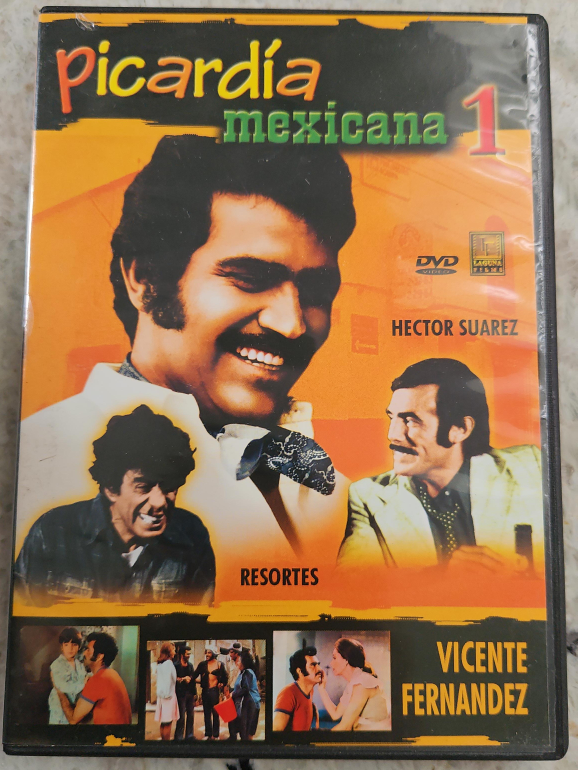 Picardía
mexicana 1
DVD
VIDEO
LAGUNA
FILMS
HECTOR SUAREZ
RESORTES
VICENTE
FERNANDEZ